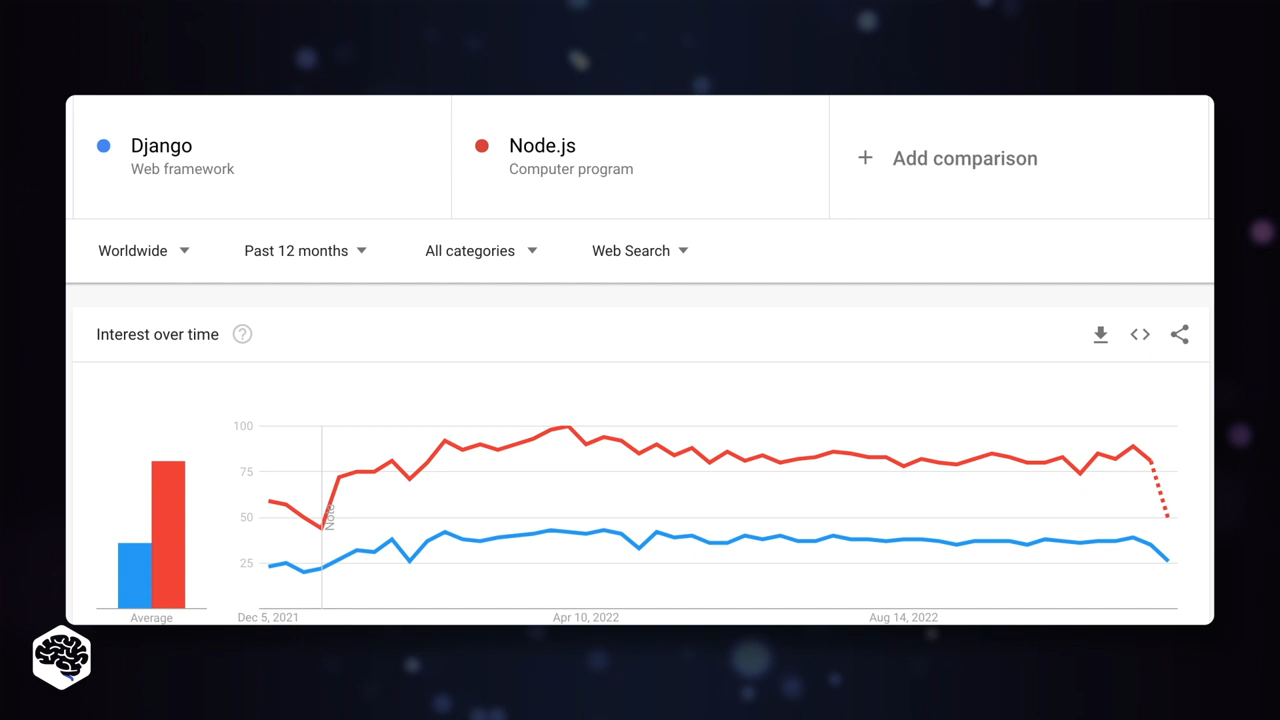 Django
Web framework
Node.js
Computer program
+ Add comparison
Worldwide
Past 12 months
All categories
Web Search
Interest over time
?
100
75
50
25
Note
Average
Dec 5, 2021
Apr 10, 2022
Aug 14, 2022